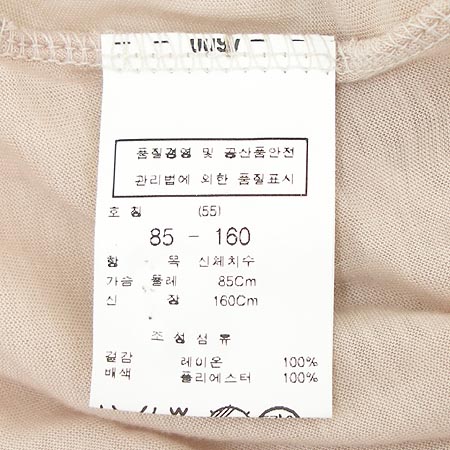 품질경영 및 공산품안전
관리법에 의한 품질표시
호 칭 (55)
85 - 160
항 목 신체치수
가슴 둘레 85Cm
신 장 160Cm
조 성 섬 유
겉감 레이온 100%
배색 폴리에스터 100%